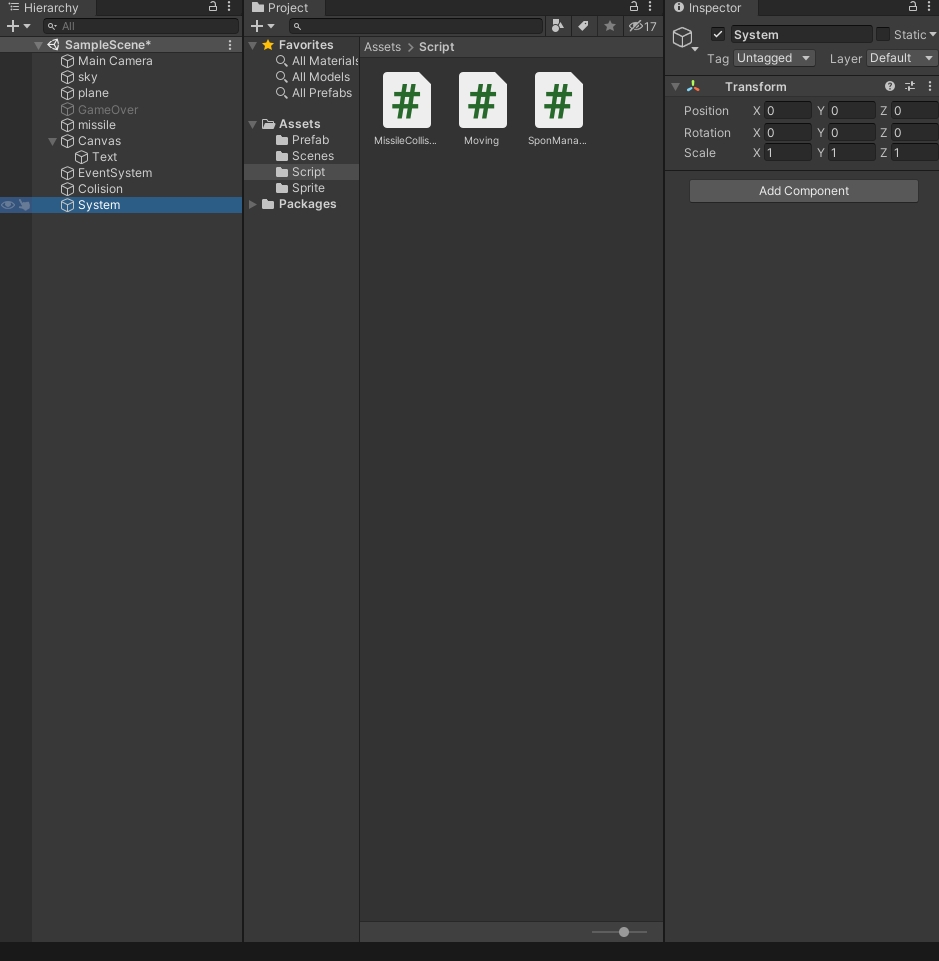 Hierarchy
All
SampleScene*
Main Camera
sky
plane
GameOver
missile
Canvas
Text
EventSystem
Colision
System
Project
17
Favorites
All Materials
All Models
All Prefabs
Assets
Prefab
Scenes
Script
Sprite
Packages
Assets > Script
MissileCollis...
Moving
SponMana...
Inspector
System
Static
Tag Untagged Layer Default
Transform
Position X 0 Y 0 Z 0
Rotation X 0 Y 0 Z 0
Scale X 1 Y 1 Z 1
Add Component